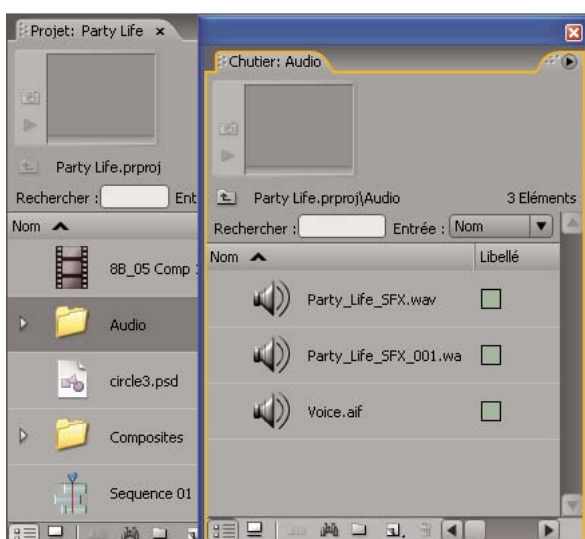 Projet: Party Life ×
Party Life.prproj
Rechercher : Ent
Nom
8B_05 Comp
Audio
circle3.psd
Composites
Sequence 01
Chutier: Audio
Party Life.prproj\Audio 3 Eléments
Rechercher : Entrée : Nom
Nom Libellé
Party_Life_SFX.wav
Party_Life_SFX_001.wa
Voice.aif